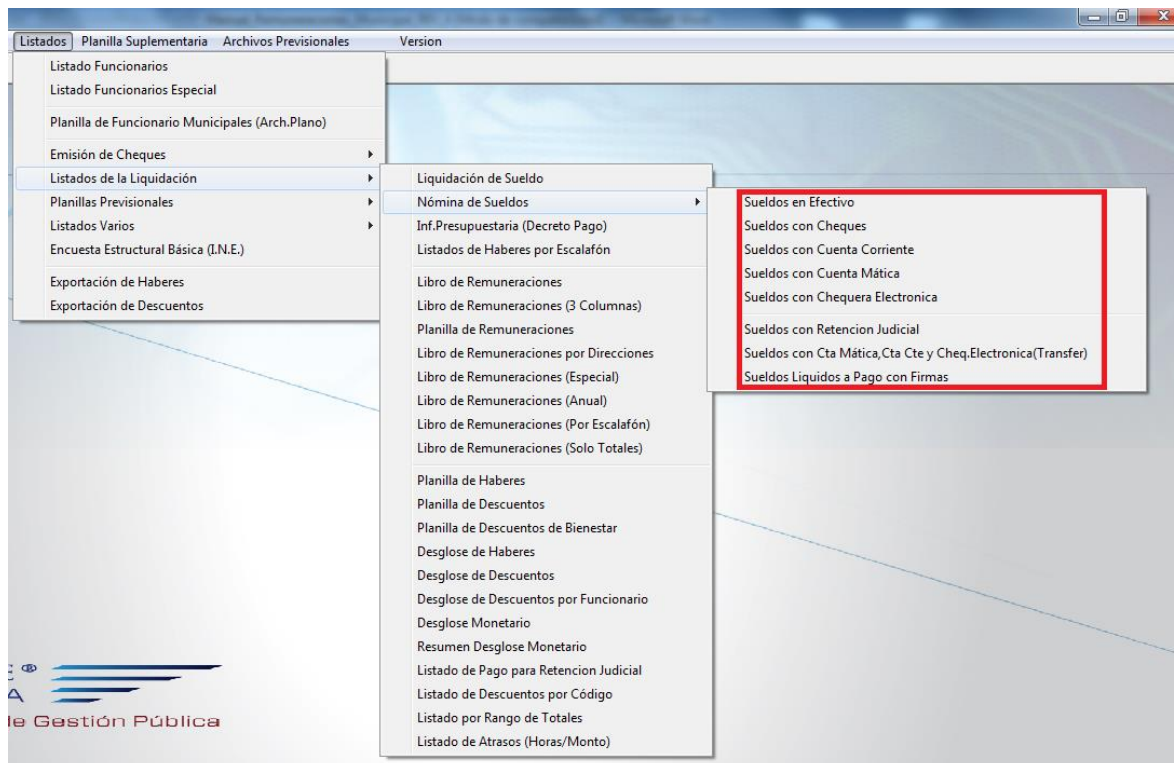 Listados Planilla Suplementaria Archivos Previsionales Version
Listado Funcionarios
Listado Funcionarios Especial
Planilla de Funcionario Municipales (Arch.Plano)
Emisión de Cheques
Listados de la Liquidación
Planillas Previsionales
Listados Varios
Encuesta Estructural Básica (I.N.E.)
Exportación de Haberes
Exportación de Descuentos
Liquidación de Sueldo
Nómina de Sueldos
Inf.Presupuestaria (Decreto Pago)
Listados de Haberes por Escalafón
Libro de Remuneraciones
Libro de Remuneraciones (3 Columnas)
Planilla de Remuneraciones
Libro de Remuneraciones por Direcciones
Libro de Remuneraciones (Especial)
Libro de Remuneraciones (Anual)
Libro de Remuneraciones (Por Escalafón)
Libro de Remuneraciones (Solo Totales)
Planilla de Haberes
Planilla de Descuentos
Planilla de Descuentos de Bienestar
Desglose de Haberes
Desglose de Descuentos
Desglose de Descuentos por Funcionario
Desglose Monetario
Resumen Desglose Monetario
Listado de Pago para Retencion Judicial
Listado de Descuentos por Código
Listado por Rango de Totales
Listado de Atrasos (Horas/Monto)
Sueldos en Efectivo
Sueldos con Cheques
Sueldos con Cuenta Corriente
Sueldos con Cuenta Mática
Sueldos con Chequera Electronica
Sueldos con Retencion Judicial
Sueldos con Cta Mática,Cta Cte y Cheq.Electronica(Transfer)
Sueldos Liquidos a Pago con Firmas
®
A
de Gestión Pública